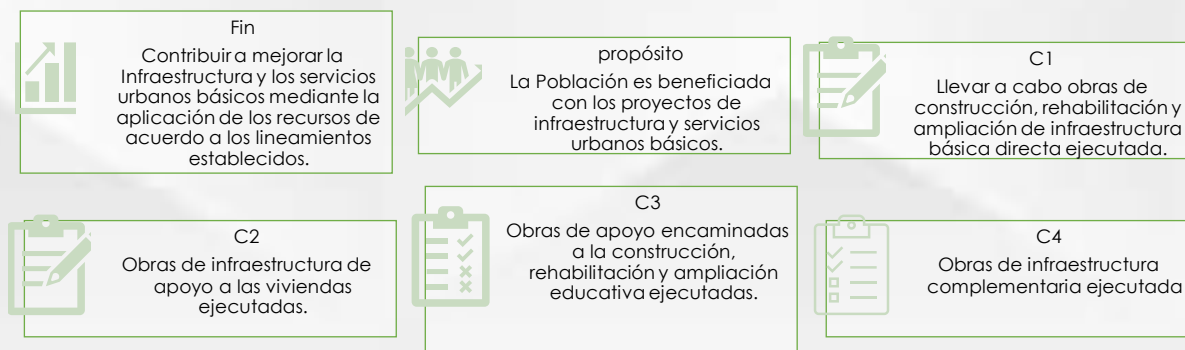 Fin
Contribuir a mejorar la
Infraestructura y los servicios
urbanos básicos mediante la
aplicación de los recursos de
acuerdo a los lineamientos
establecidos.
propósito
La Población es beneficiada
con los proyectos de
infraestructura y servicios
urbanos básicos.
C1
Llevar a cabo obras de
construcción, rehabilitación y
ampliación de infraestructura
básica directa ejecutada.
C2
Obras de infraestructura de
apoyo a las viviendas
ejecutadas.
C3
Obras de apoyo encaminadas
a la construcción,
rehabilitación y ampliación
educativa ejecutadas.
C4
Obras de infraestructura
complementaria ejecutada